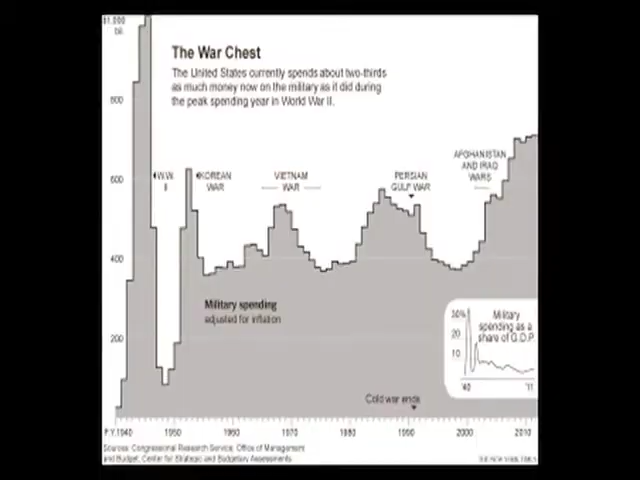 $1,000
bil.
The War Chest
The United States currently spends about two-thirds
as much money now on the military as it did during
the peak spending year in World War II.
800
AFGHANISTAN
AND IRAQ
WARS
600
W.W.
II
KOREAN
WAR
VIETNAM
WAR
PERSIAN
GULF WAR
400
Military spending
adjusted for inflation
200
30%
20
10
Military
spending as a
share of G.D.P.
'40
'11
Cold war ends
F.Y.1940
1950
1960
1970
1980
1990
2000
2010
Sources: Congressional Research Service; Office of Management
and Budget; Center for Strategic and Budgetary Assessments
THE NEW YORK TIMES